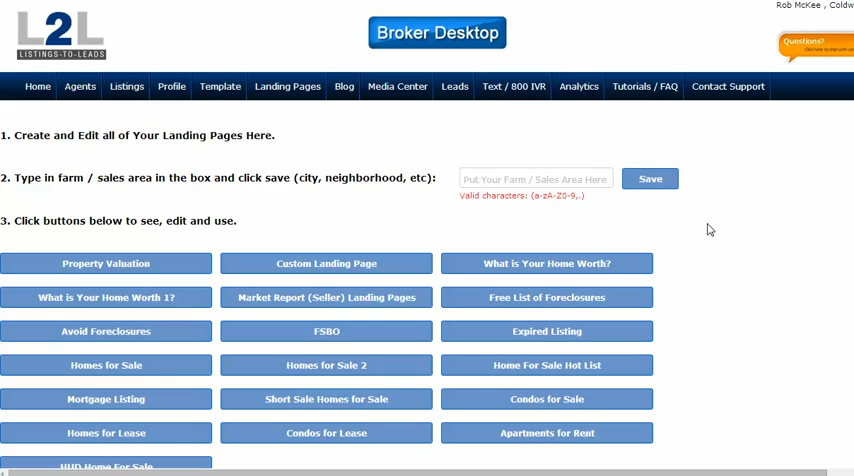 Rob McKee , Coldw
L2L
LISTINGS-TO-LEADS
Broker Desktop
Questions?
Home Agents Listings Profile Template Landing Pages Blog Media Center Leads Text / 800 IVR Analytics Tutorials / FAQ Contact Support
1. Create and Edit all of Your Landing Pages Here.
2. Type in farm / sales area in the box and click save (city, neighborhood, etc): Put Your Farm / Sales Area Here Save
Valid characters: (a-zA-Z0-9,.)
3. Click buttons below to see, edit and use.
Property Valuation Custom Landing Page What is Your Home Worth?
What is Your Home Worth 1? Market Report (Seller) Landing Pages Free List of Foreclosures
Avoid Foreclosures FSBO Expired Listing
Homes for Sale Homes for Sale 2 Home For Sale Hot List
Mortgage Listing Short Sale Homes for Sale Condos for Sale
Homes for Lease Condos for Lease Apartments for Rent
HUD Home For Sale